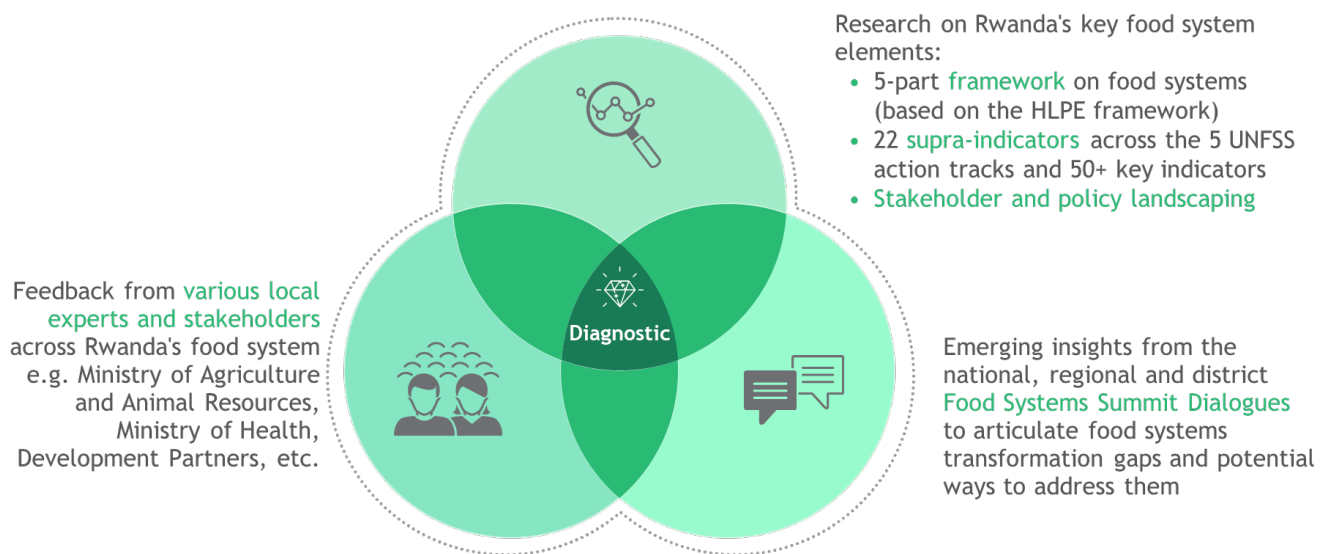 Research on Rwanda's key food system
elements:
• 5-part framework on food systems
(based on the HLPE framework)
• 22 supra-indicators across the 5 UNFSS
action tracks and 50+ key indicators
• Stakeholder and policy landscaping
Diagnostic
Feedback from various local
experts and stakeholders
across Rwanda's food system
e.g. Ministry of Agriculture
and Animal Resources,
Ministry of Health,
Development Partners, etc.
Emerging insights from the
national, regional and district
Food Systems Summit Dialogues
to articulate food systems
transformation gaps and potential
ways to address them